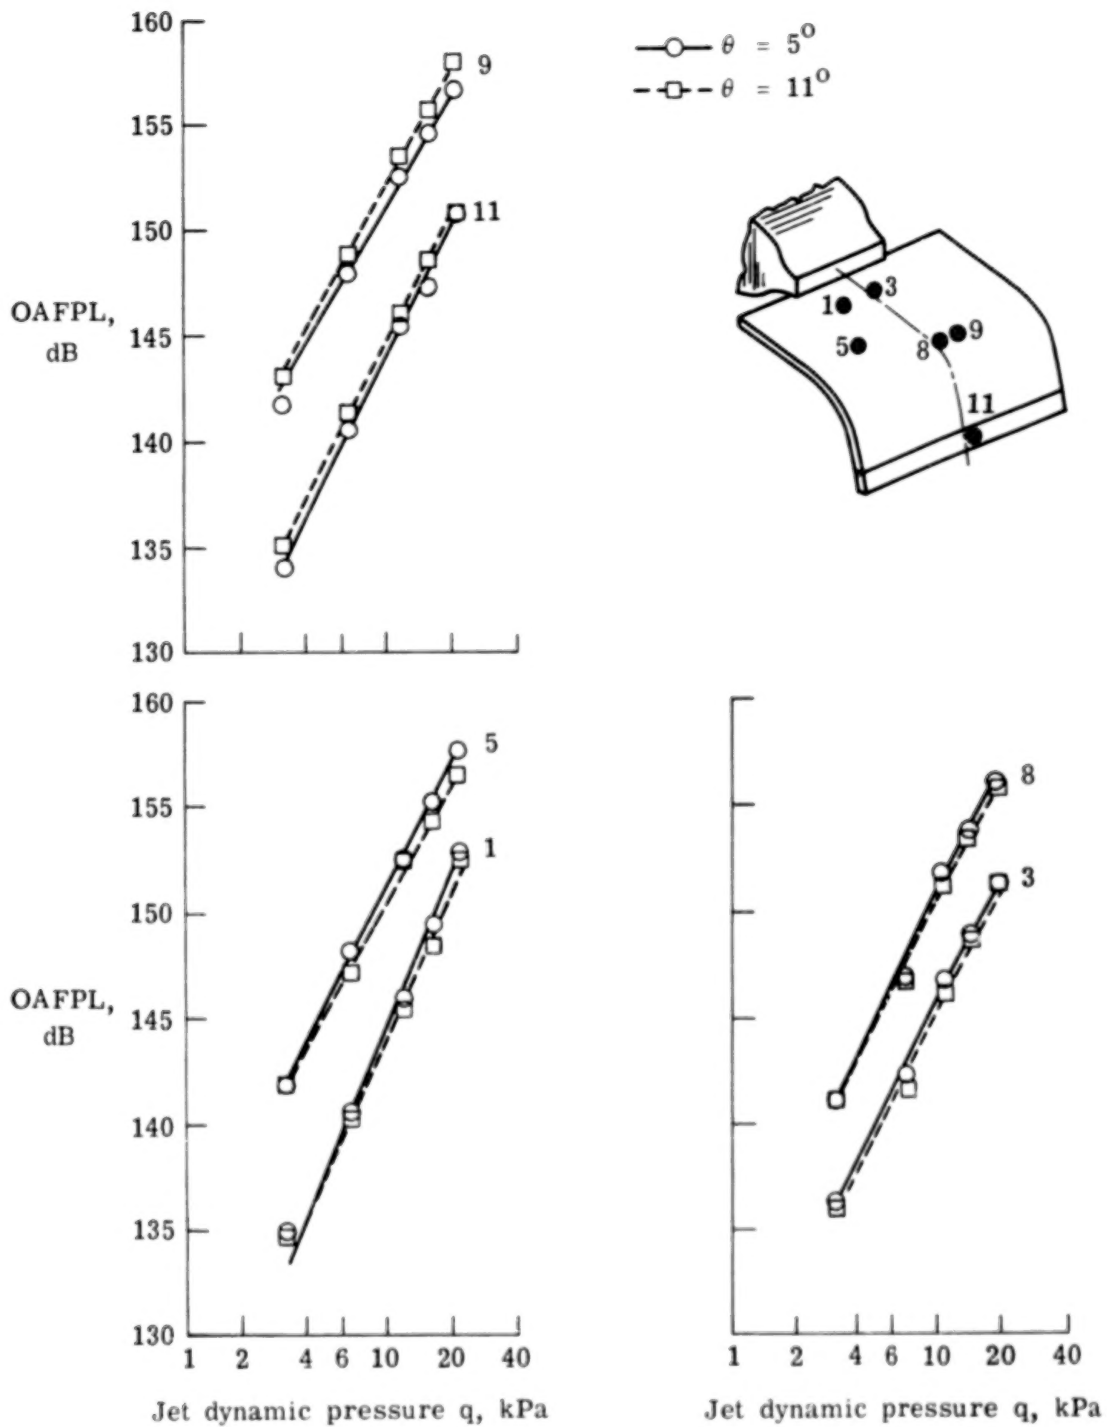 θ = 5°
θ = 11°
160
155
150
145
140
135
130
OAFPL,
dB
9
11
1
3
5
8
9
11
160
155
150
145
140
135
130
OAFPL,
dB
5
1
1 2 4 6 10 20 40
Jet dynamic pressure q, kPa
8
3
1 2 4 6 10 20 40
Jet dynamic pressure q, kPa